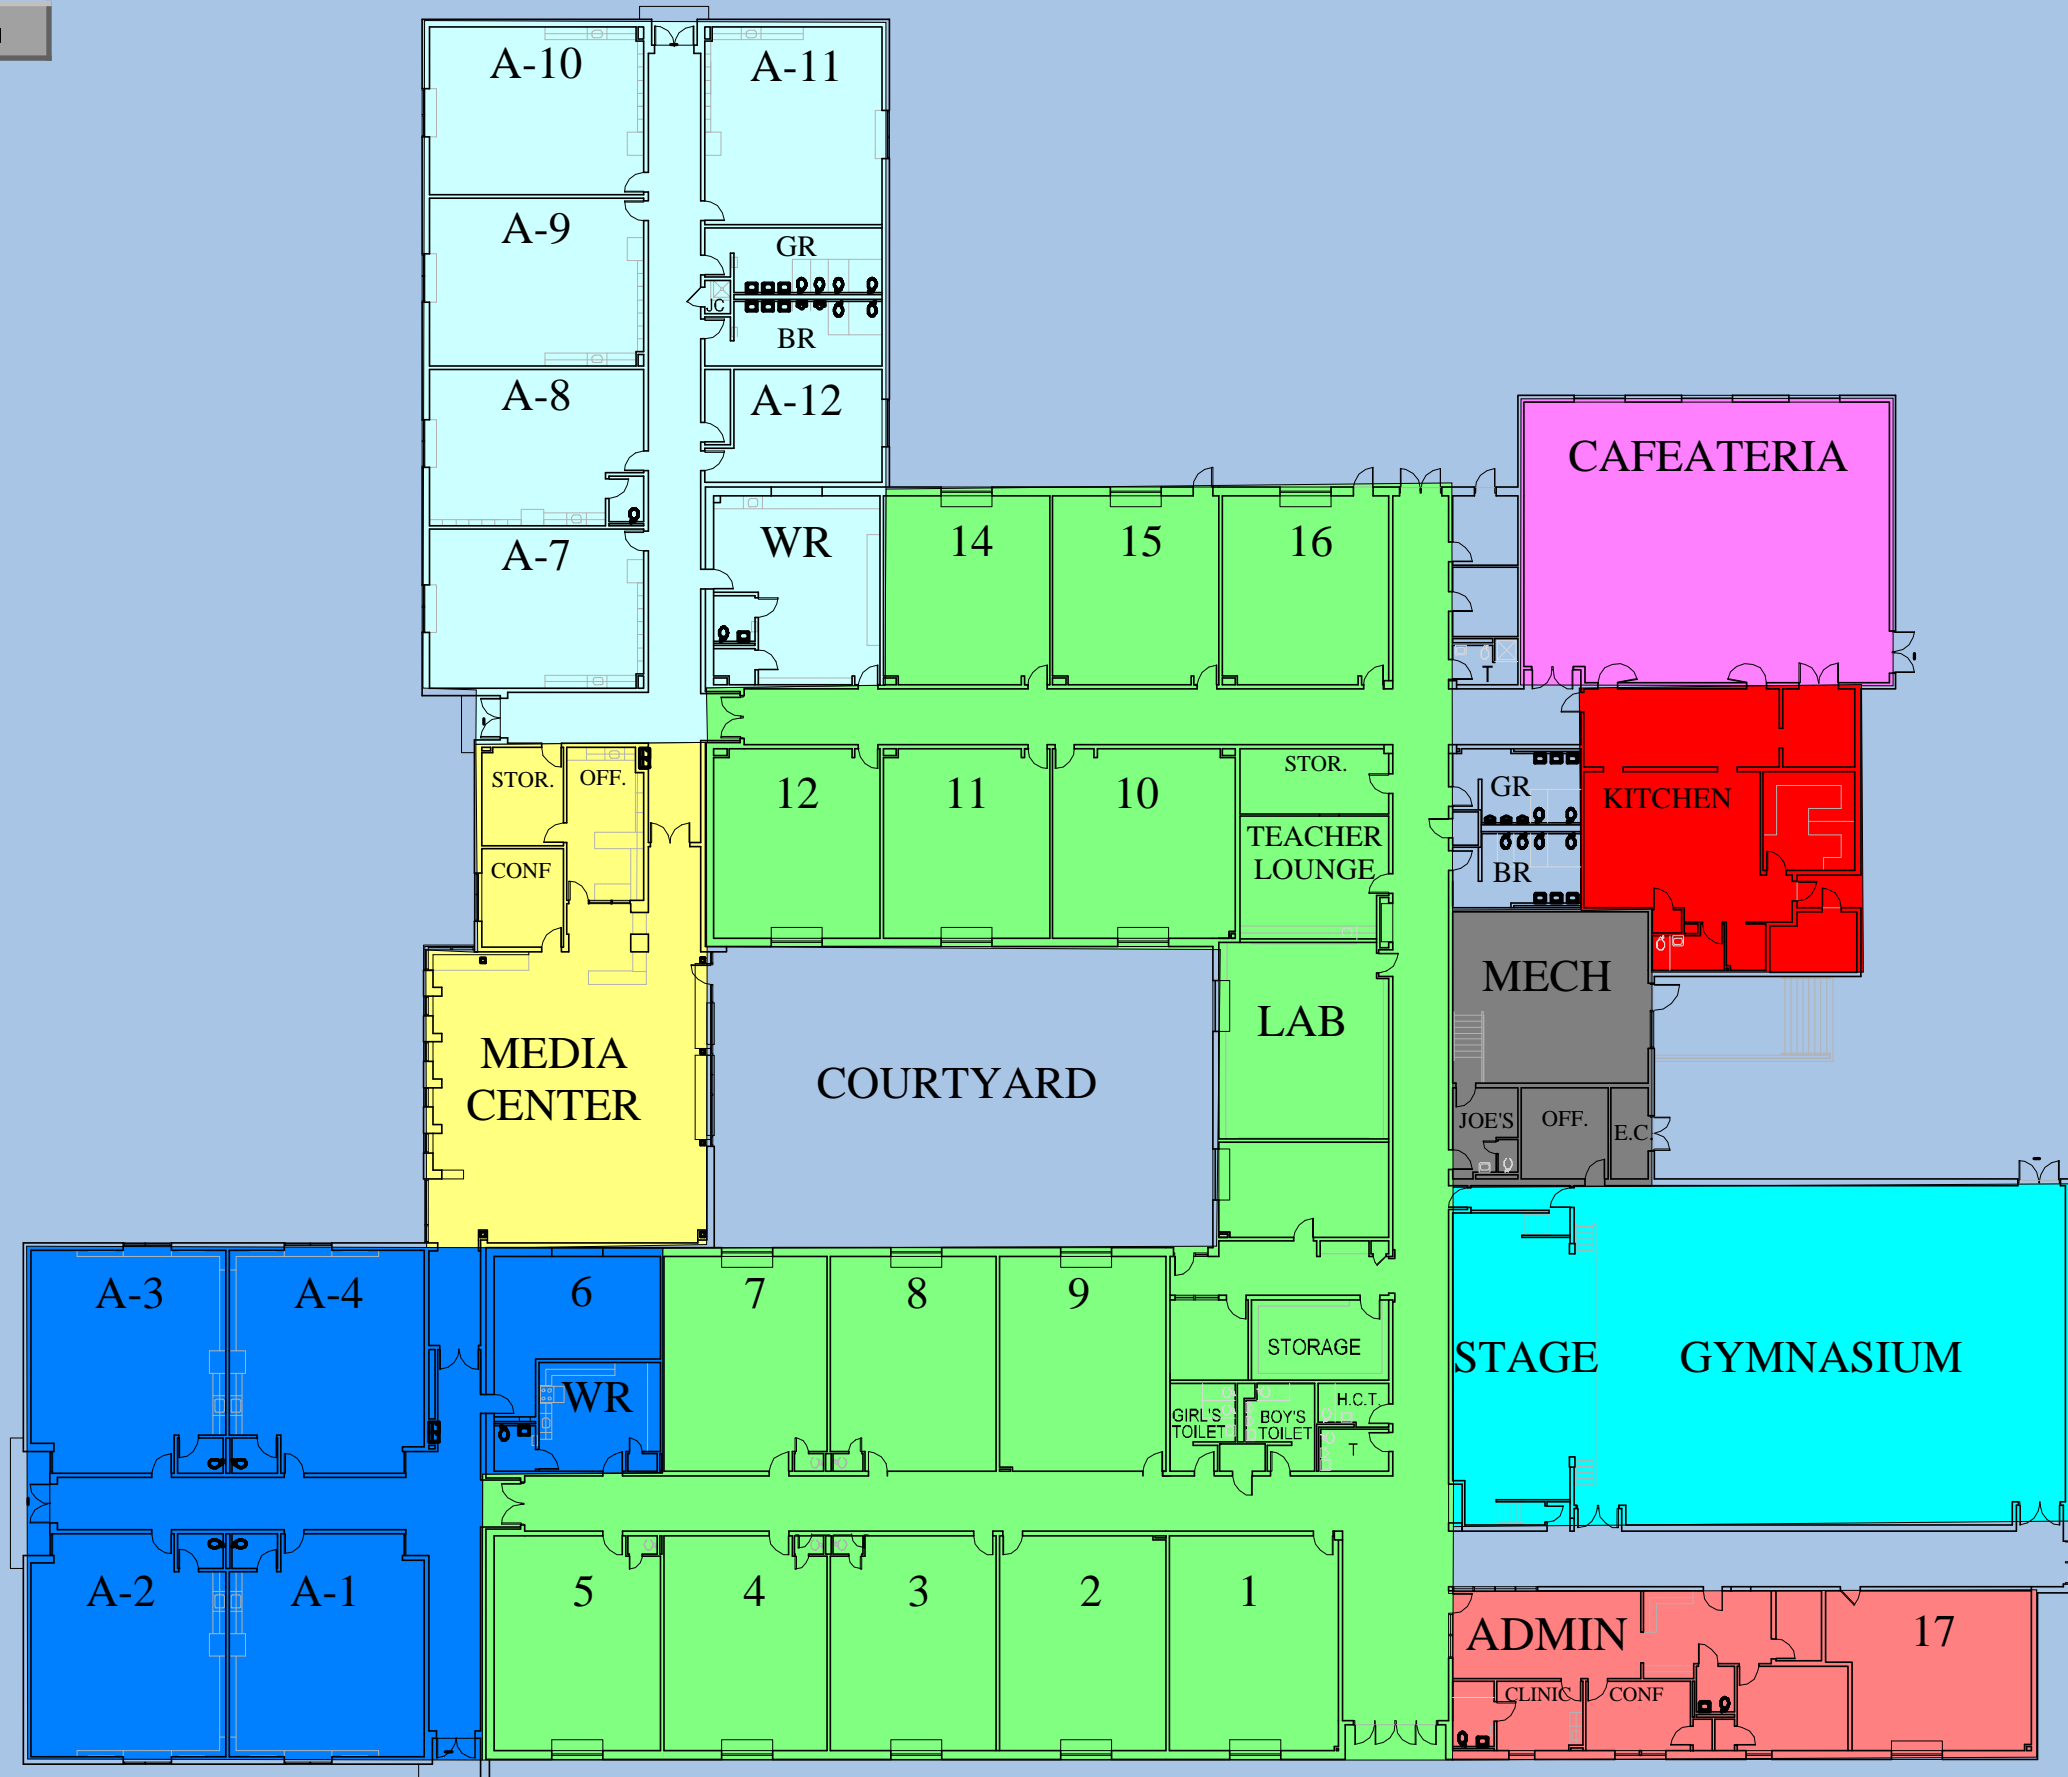 A-10
A-11
A-9
GR
JC
BR
A-8
A-12
CAFEATERIA
A-7
WR
14
15
16
T
STOR.
OFF.
12
11
10
STOR.
GR
KITCHEN
TEACHER
LOUNGE
CONF
BR
MECH
LAB
MEDIA
CENTER
COURTYARD
JOE'S
OFF.
E.C.
A-3
A-4
6
7
8
9
STORAGE
STAGE
GYMNASIUM
WR
GIRL'S
TOILET
BOY'S
TOILET
H.C.T.
T
A-2
A-1
5
4
3
2
1
ADMIN
17
CLINIC
CONF